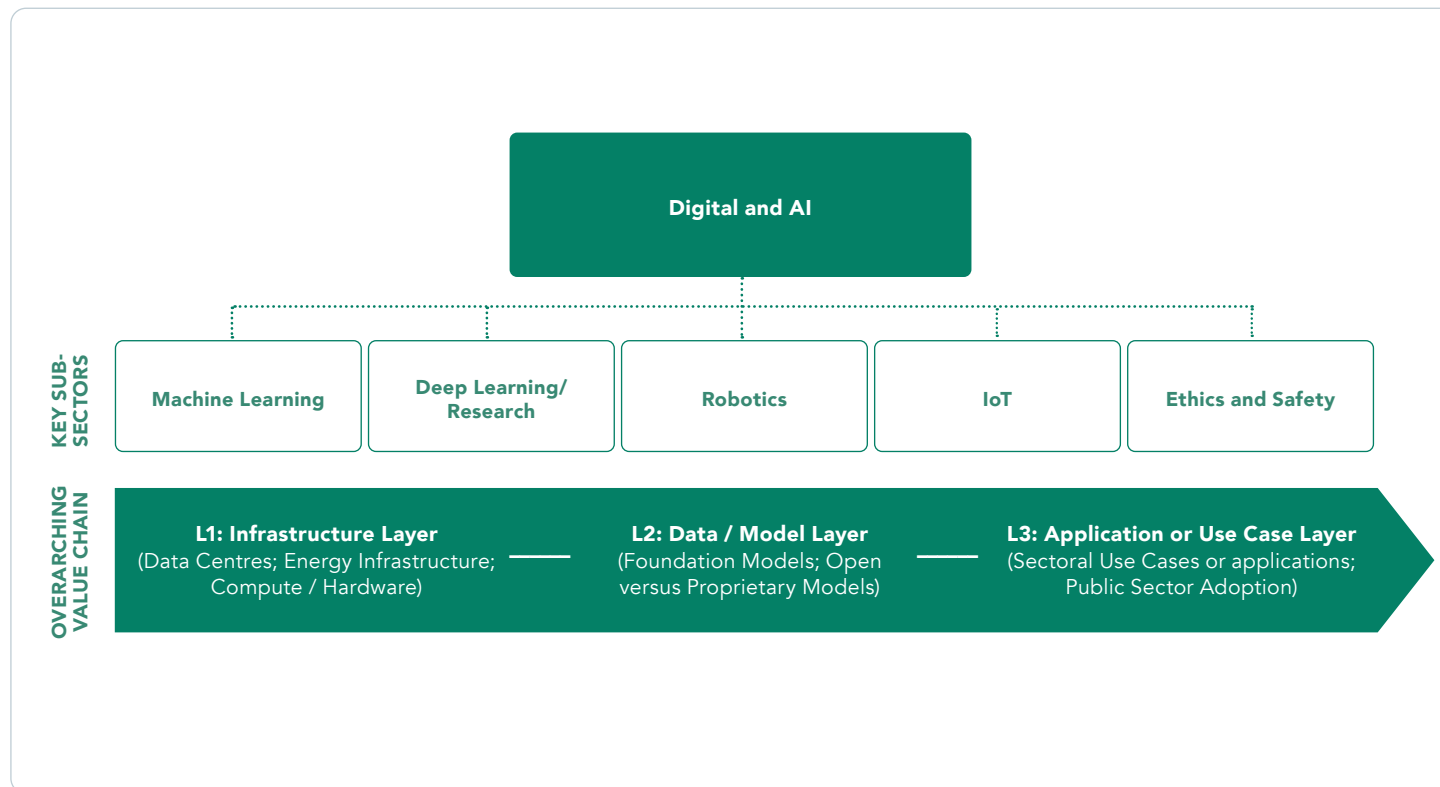 Digital and AI
KEY SUB-
SECTORS
Machine Learning
Deep Learning/
Research
Robotics
IoT
Ethics and Safety
OVERARCHING
VALUE CHAIN
L1: Infrastructure Layer
(Data Centres; Energy Infrastructure;
Compute / Hardware)
L2: Data / Model Layer
(Foundation Models; Open
versus Proprietary Models)
L3: Application or Use Case Layer
(Sectoral Use Cases or applications;
Public Sector Adoption)